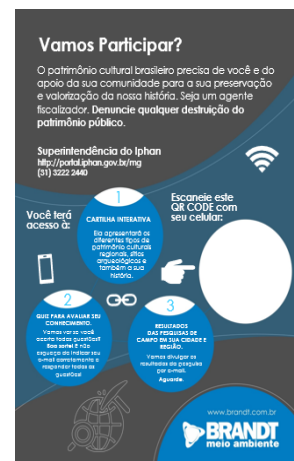 Vamos Participar?
O patrimônio cultural brasileiro precisa de você e do
apoio da sua comunidade para a sua preservação
e valorização da nossa história. Seja um agente
fiscalizador. Denuncie qualquer destruição do
patrimônio público.
Superintendência do Iphan
http://portal.iphan.gov.br/mg
(31) 3222 2440
Você terá
acesso à:
1
CARTILHA INTERATIVA
Ela apresentará os
diferentes tipos de
patrimônio culturais
regionais, sítios
arqueológicos e
também a sua
história.
Escaneie este
QR CODE com
seu celular:
2
QUIZ PARA AVALIAR SEU
CONHECIMENTO.
Vamos ver se você
acerta todas questões?
Boa sorte! E não
esqueça de indicar seu
e-mail corretamente e
responder todas as
questões!
3
RESULTADOS
DAS PESQUISAS DE
CAMPO EM SUA CIDADE E
REGIÃO.
Vamos divulgar os
resultados da pesquisa
por e-mail.
Aguarde.
www.brandt.com.br
BRANDT
meio ambiente